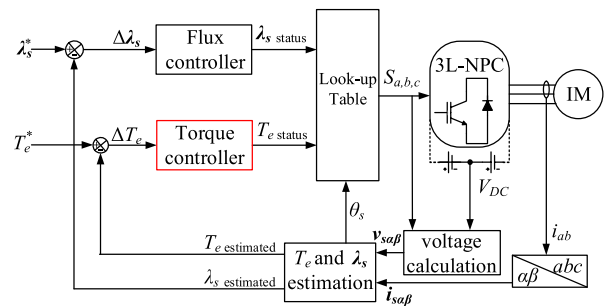 λs* Δλs Flux controller λs status
Te* ΔTe Torque controller Te status
Look-up Table
Sa,b,c
3L-NPC
IM
VDC
θs
iab
vsαβ
voltage calculation
abc
αβ
isαβ
Te estimated
λs estimated
Te and λs estimation